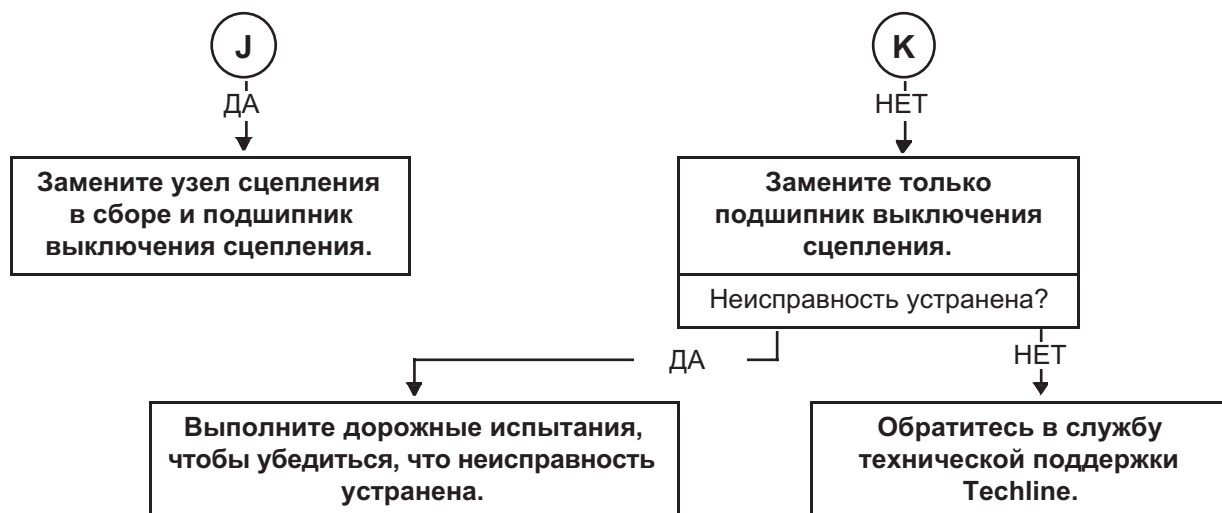 J
K
ДА
НЕТ
Замените узел сцепления
в сборе и подшипник
выключения сцепления.
Замените только
подшипник выключения
сцепления.
Неисправность устранена?
ДА
НЕТ
Выполните дорожные испытания,
чтобы убедиться, что неисправность
устранена.
Обратитесь в службу
технической поддержки
Techline.